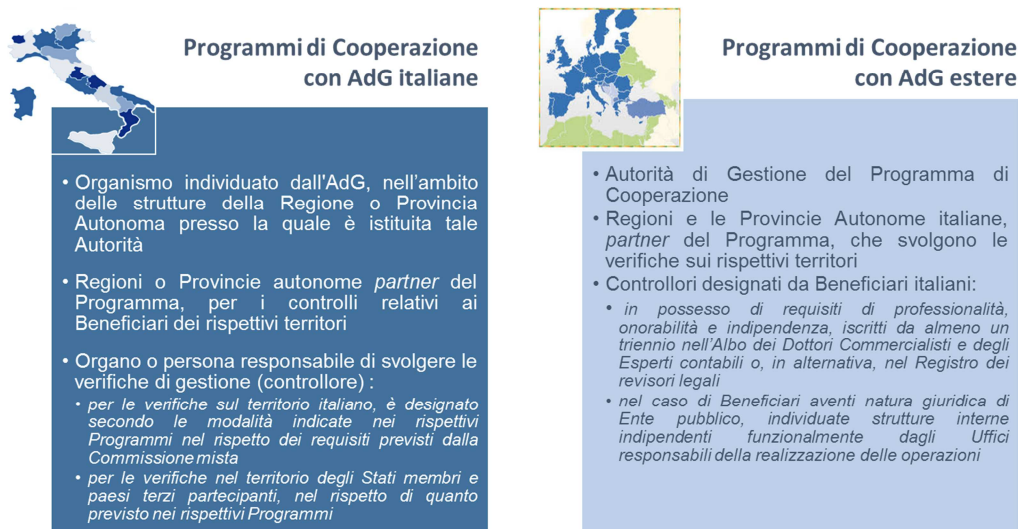 Programmi di Cooperazione
con AdG italiane
• Organismo individuato dall'AdG, nell'ambito
delle strutture della Regione o Provincia
Autonoma presso la quale è istituita tale
Autorità
• Regioni o Provincie autonome partner del
Programma, per i controlli relativi ai
Beneficiari dei rispettivi territori
• Organo o persona responsabile di svolgere le
verifiche di gestione (controllore) :
• per le verifiche sul territorio italiano, è designato
secondo le modalità indicate nei rispettivi
Programmi nel rispetto dei requisiti previsti dalla
Commissione mista
• per le verifiche nel territorio degli Stati membri e
paesi terzi partecipanti, nel rispetto di quanto
previsto nei rispettivi Programmi
Programmi di Cooperazione
con AdG estere
• Autorità di Gestione del Programma di
Cooperazione
• Regioni e le Provincie Autonome italiane,
partner del Programma, che svolgono le
verifiche sui rispettivi territori
• Controllori designati da Beneficiari italiani:
• in possesso di requisiti di professionalità,
onorabilità e indipendenza, iscritti da almeno un
triennio nell'Albo dei Dottori Commercialisti e degli
Esperti contabili o, in alternativa, nel Registro dei
revisori legali
• nel caso di Beneficiari aventi natura giuridica di
Ente pubblico, individuate strutture interne
indipendenti funzionalmente dagli Uffici
responsabili della realizzazione delle operazioni